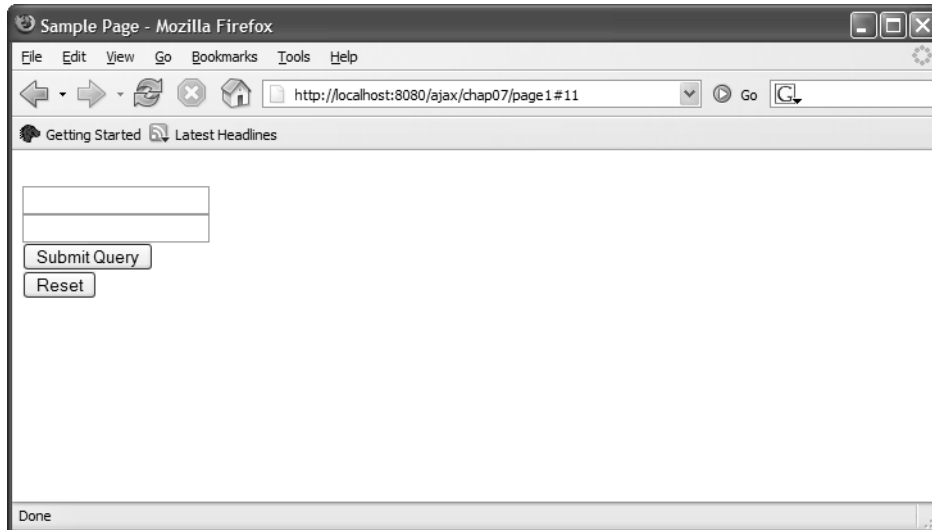 Sample Page - Mozilla Firefox
File Edit View Go Bookmarks Tools Help
http://localhost:8080/ajax/chap07/page1#11 Go G
Getting Started Latest Headlines
Submit Query
Reset
Done